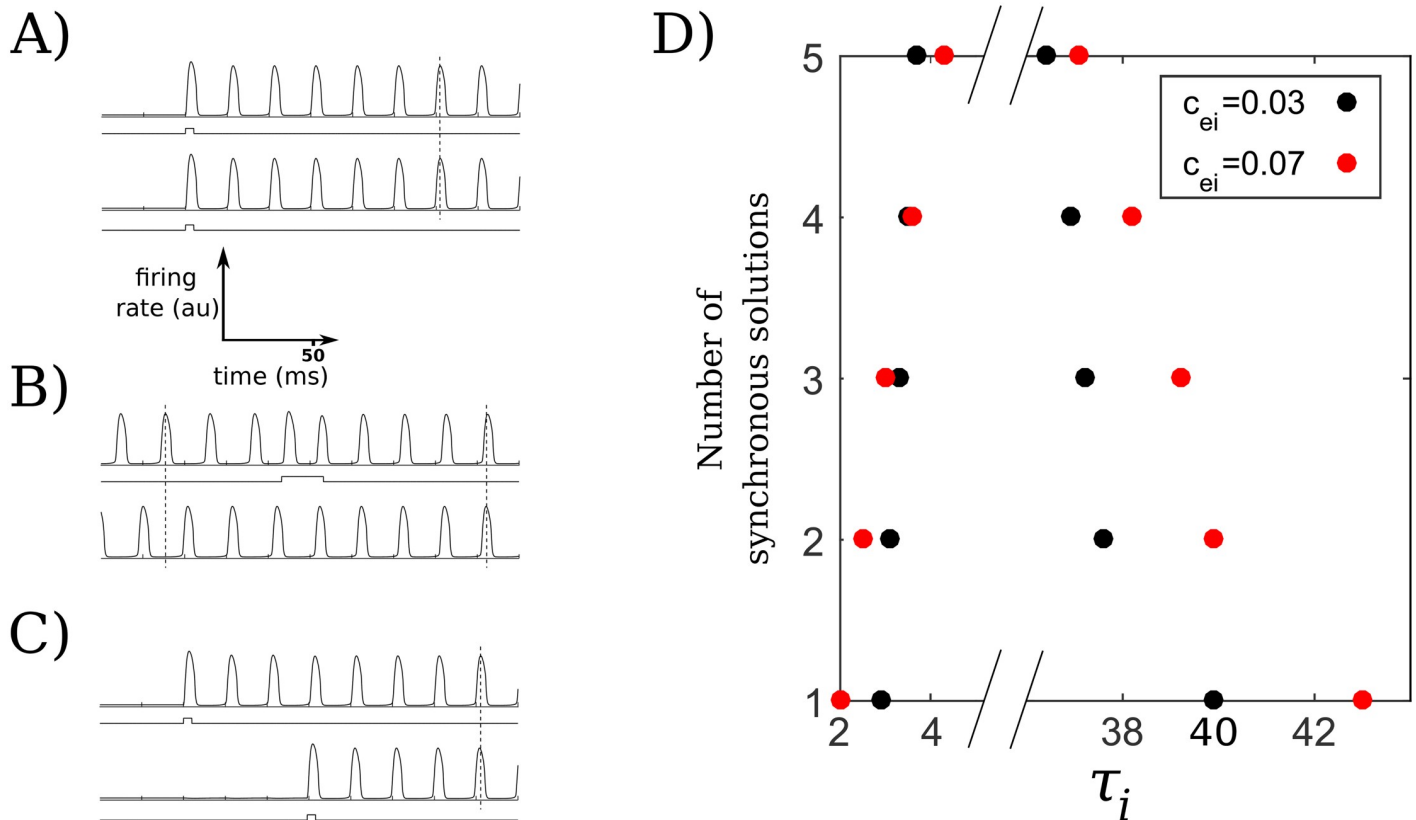 A)
firing
rate (au)
50
time (ms)
B)
C)
D)
Number of
synchronous solutions
5
4
3
2
1
c_ei=0.03
c_ei=0.07
2 4 38 40 42
τ_i